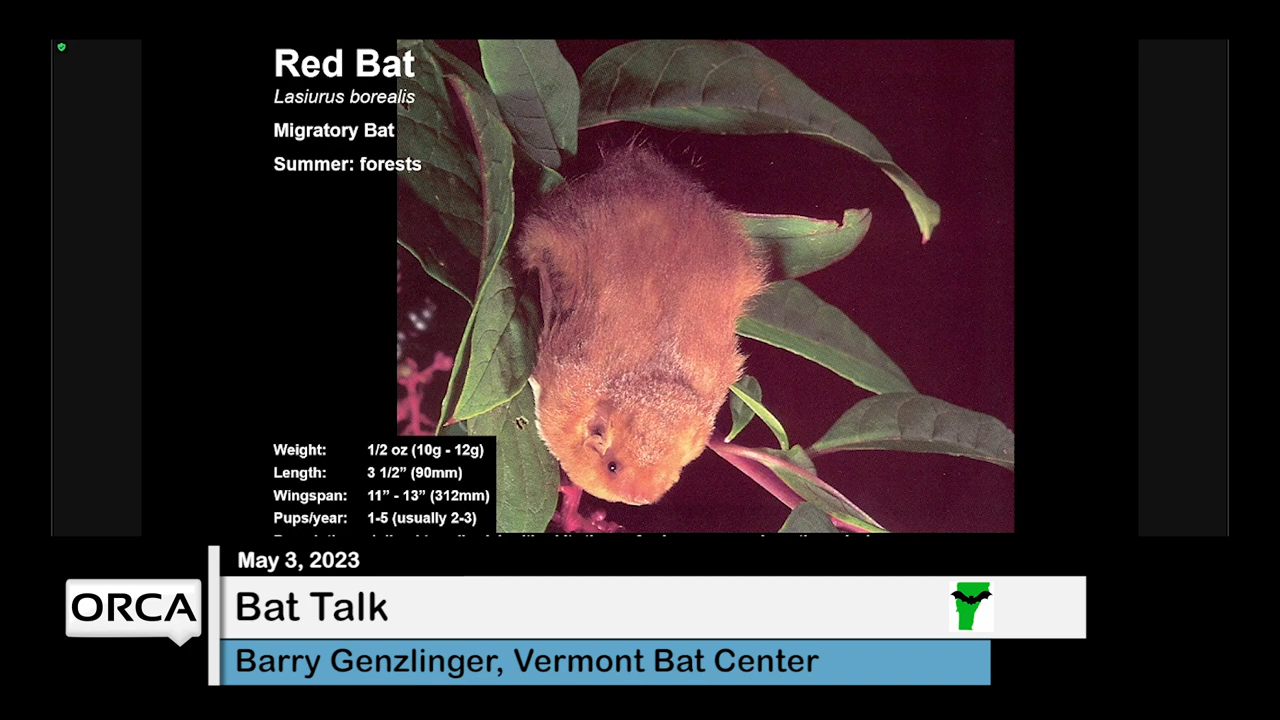 Red Bat
Lasiurus borealis
Migratory Bat
Summer: forests
Weight: 1/2 oz (10g - 12g)
Length: 3 1/2” (90mm)
Wingspan: 11” - 13” (312mm)
Pups/year: 1-5 (usually 2-3)
May 3, 2023
ORCA
Bat Talk
Barry Genzlinger, Vermont Bat Center